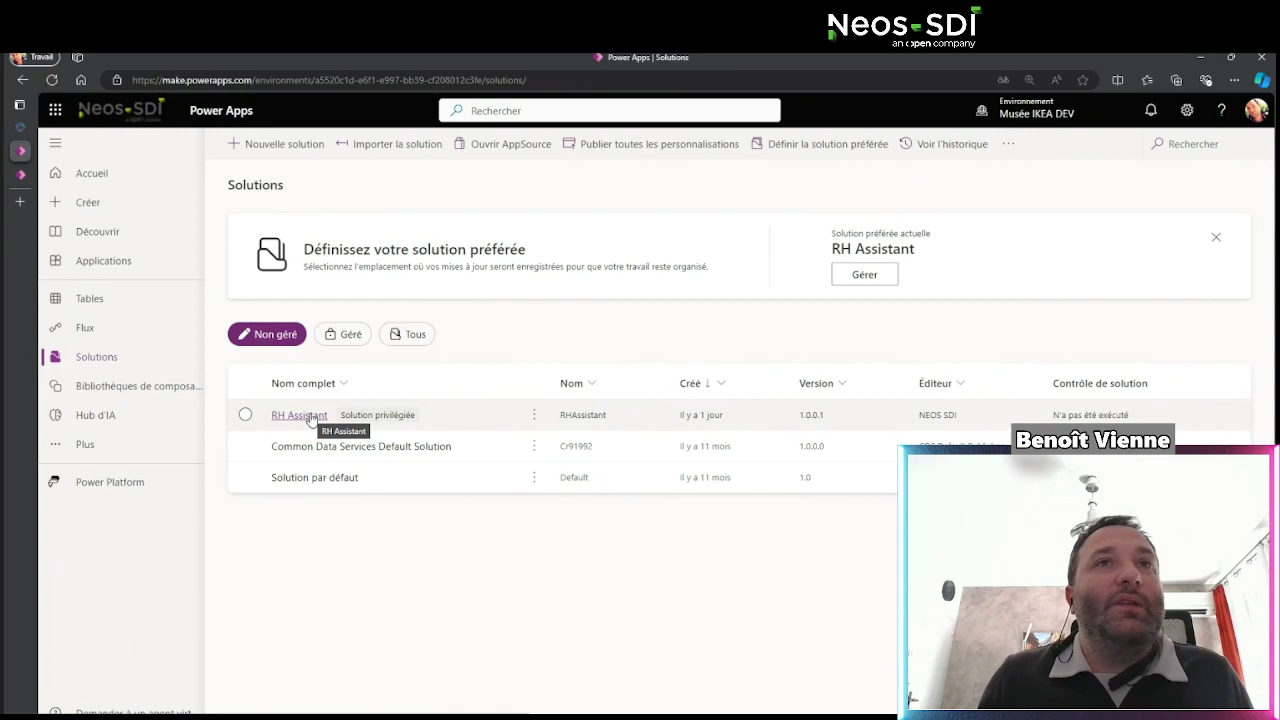 Neos-SDI
an open company
Travail
Power Apps | Solutions
https://make.powerapps.com/environments/a5520c1d-e6f1-e997-bb39-cf208012c3fe/solutions/
Neos-SDI
Power Apps
Rechercher
Environnement
Musée IKEA DEV
Nouvelle solution
Importer la solution
Ouvrir AppSource
Publier toutes les personnalisations
Définir la solution préférée
Voir l'historique
Rechercher
Accueil
Créer
Découvrir
Applications
Tables
Flux
Solutions
Bibliothèques de composa...
Hub d'IA
Plus
Power Platform
Demander à un agent virt
Solutions
Définissez votre solution préférée
Sélectionnez l'emplacement où vos mises à jour seront enregistrées pour que votre travail reste organisé.
Solution préférée actuelle
RH Assistant
Gérer
Non géré
Géré
Tous
Nom complet
Nom
Créé
Version
Éditeur
Contrôle de solution
RH Assistant
Solution privilégiée
RHAssistant
Il y a 1 jour
1.0.0.1
NEOS SDI
N'a pas été exécuté
RH Assistant
Common Data Services Default Solution
Cr91992
Il y a 11 mois
1.0.0.0
Solution par défaut
Default
Il y a 11 mois
1.0
Benoît Vienne